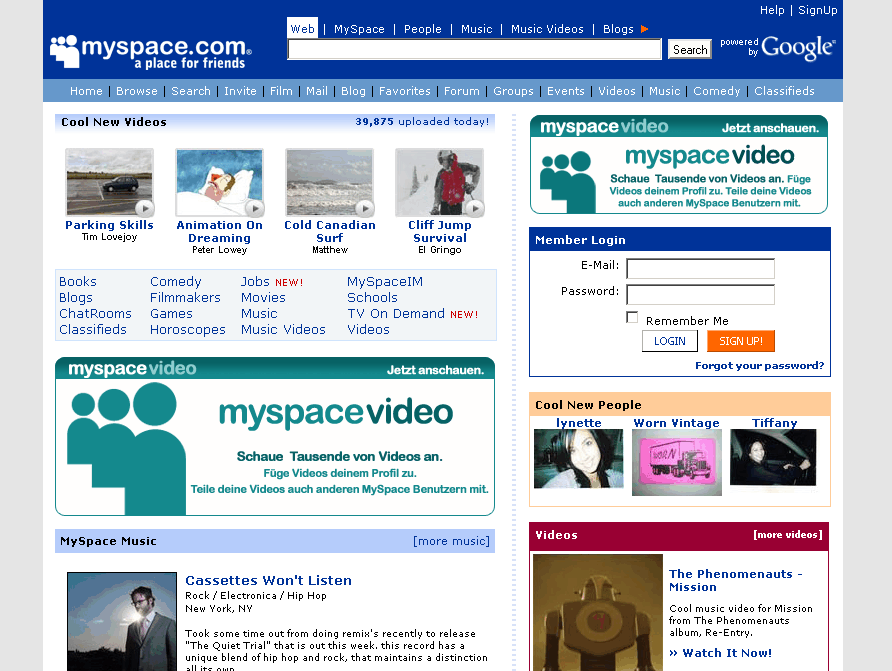 Help | SignUp
Web | MySpace | People | Music | Music Videos | Blogs
myspace.com
a place for friends
Search
powered by Google
Home | Browse | Search | Invite | Film | Mail | Blog | Favorites | Forum | Groups | Events | Videos | Music | Comedy | Classifieds
Cool New Videos
39,875 uploaded today!
Parking Skills
Tim Lovejoy
Animation On
Dreaming
Peter Lowey
Cold Canadian
Surf
Matthew
Cliff Jump
Survival
El Gringo
Books Comedy Jobs NEW! MySpaceIM
Blogs Filmmakers Movies Schools
ChatRooms Games Music TV On Demand NEW!
Classifieds Horoscopes Music Videos Videos
myspacevideo Jetzt anschauen.
myspacevideo
Schaue Tausende von Videos an.
Füge Videos deinem Profil zu.
Teile deine Videos auch anderen MySpace Benutzern mit.
MySpace Music [more music]
Cassettes Won't Listen
Rock / Electronica / Hip Hop
New York, NY
Took some time out from doing remix's recently to release
"The Quiet Trial" that is out this week. this record has a
unique blend of hip hop and rock, that maintains a distinction
all its own.
myspacevideo Jetzt anschauen.
myspacevideo
Schaue Tausende von Videos an. Füge
Videos deinem Profil zu. Teile deine Videos
auch anderen MySpace Benutzern mit.
Member Login
E-Mail:
Password:
Remember Me
LOGIN SIGN UP!
Forgot your password?
Cool New People
lynette Worn Vintage Tiffany
WORN
Videos [more videos]
The Phenomenauts -
Mission
Cool music video for Mission
from The Phenomenauts
album, Re-Entry.
» Watch It Now!